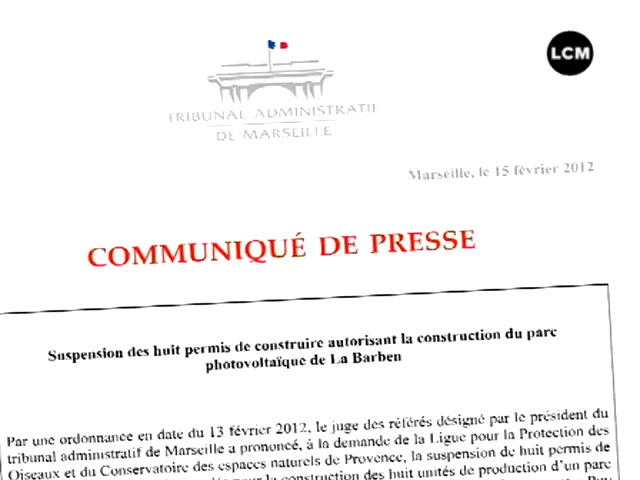 LCM
TRIBUNAL ADMINISTRATIF
DE MARSEILLE
Marseille, le 15 février 2012
COMMUNIQUÉ DE PRESSE
Suspension des huit permis de construire autorisant la construction du parc
photovoltaïque de La Barben
Par une ordonnance en date du 13 février 2012, le juge des référés désigné par le président du
tribunal administratif de Marseille a prononcé, à la demande de la Ligue pour la Protection des
Oiseaux et du Conservatoire des espaces naturels de Provence, la suspension de huit permis de
pour la construction des huit unités de production d'un parc